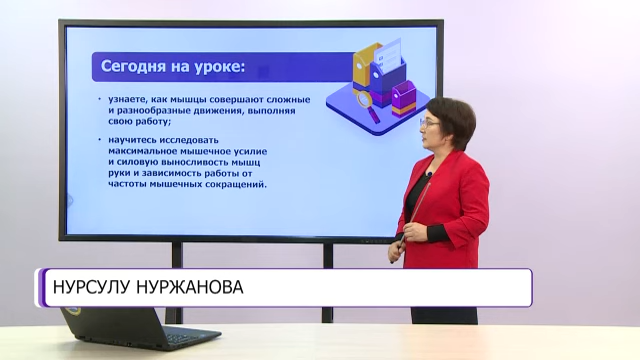 Сегодня на уроке:
· узнаете, как мышцы совершают сложные
и разнообразные движения, выполняя
свою работу;
· научитесь исследовать
максимальное мышечное усилие
и силовую выносливость мышц
руки и зависимость работы от
частоты мышечных сокращений.
НУРСУЛУ НУРЖАНОВА